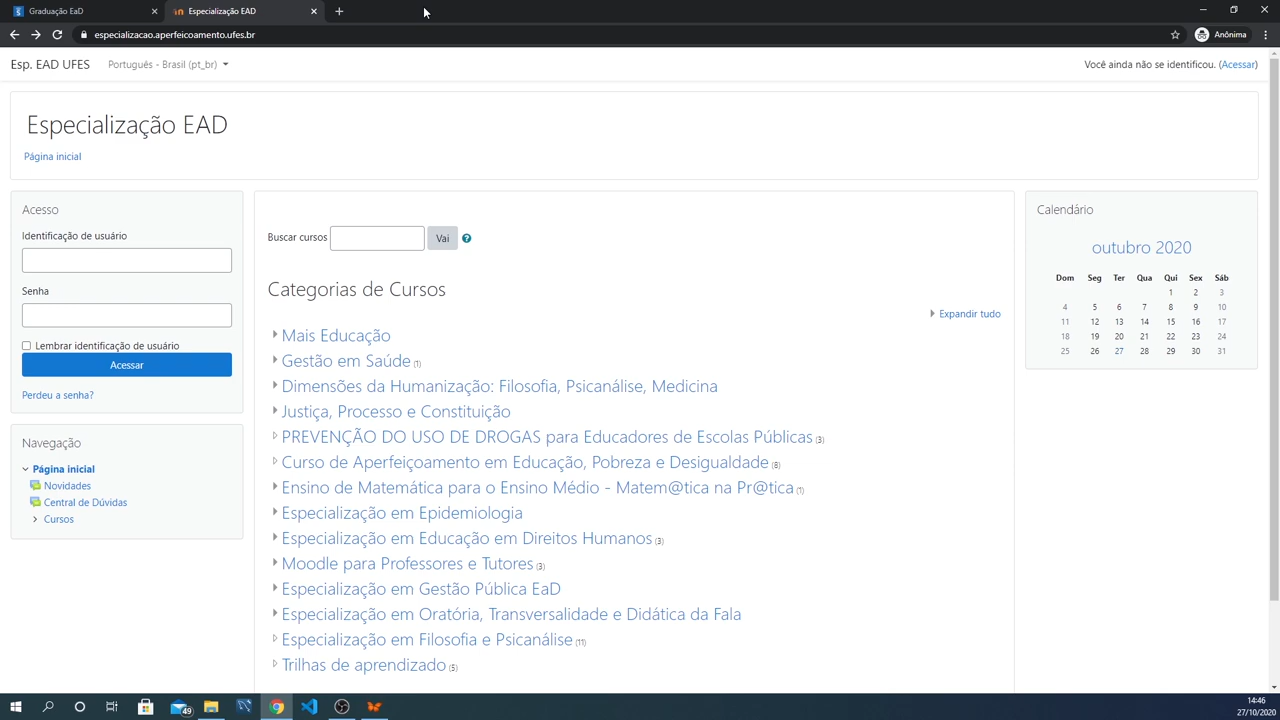 Graduação EaD
Especialização EAD
especializacao.aperfeicoamento.ufes.br
Anônima
Esp. EAD UFES
Português - Brasil (pt_br)
Você ainda não se identificou. (Acessar)
Especialização EAD
Página inicial
Acesso
Identificação de usuário
Senha
Lembrar identificação de usuário
Acessar
Perdeu a senha?
Navegação
Página inicial
Novidades
Central de Dúvidas
Cursos
Buscar cursos
Vai
Categorias de Cursos
Expandir tudo
Mais Educação
Gestão em Saúde (1)
Dimensões da Humanização: Filosofia, Psicanálise, Medicina
Justiça, Processo e Constituição
PREVENÇÃO DO USO DE DROGAS para Educadores de Escolas Públicas (3)
Curso de Aperfeiçoamento em Educação, Pobreza e Desigualdade (8)
Ensino de Matemática para o Ensino Médio - Matem@tica na Pr@tica (1)
Especialização em Epidemiologia
Especialização em Educação em Direitos Humanos (3)
Moodle para Professores e Tutores (3)
Especialização em Gestão Pública EaD
Especialização em Oratória, Transversalidade e Didática da Fala
Especialização em Filosofia e Psicanálise (11)
Trilhas de aprendizado (5)
Calendário
outubro 2020
Dom Seg Ter Qua Qui Sex Sáb
1 2 3
4 5 6 7 8 9 10
11 12 13 14 15 16 17
18 19 20 21 22 23 24
25 26 27 28 29 30 31
49
14:46
27/10/2020